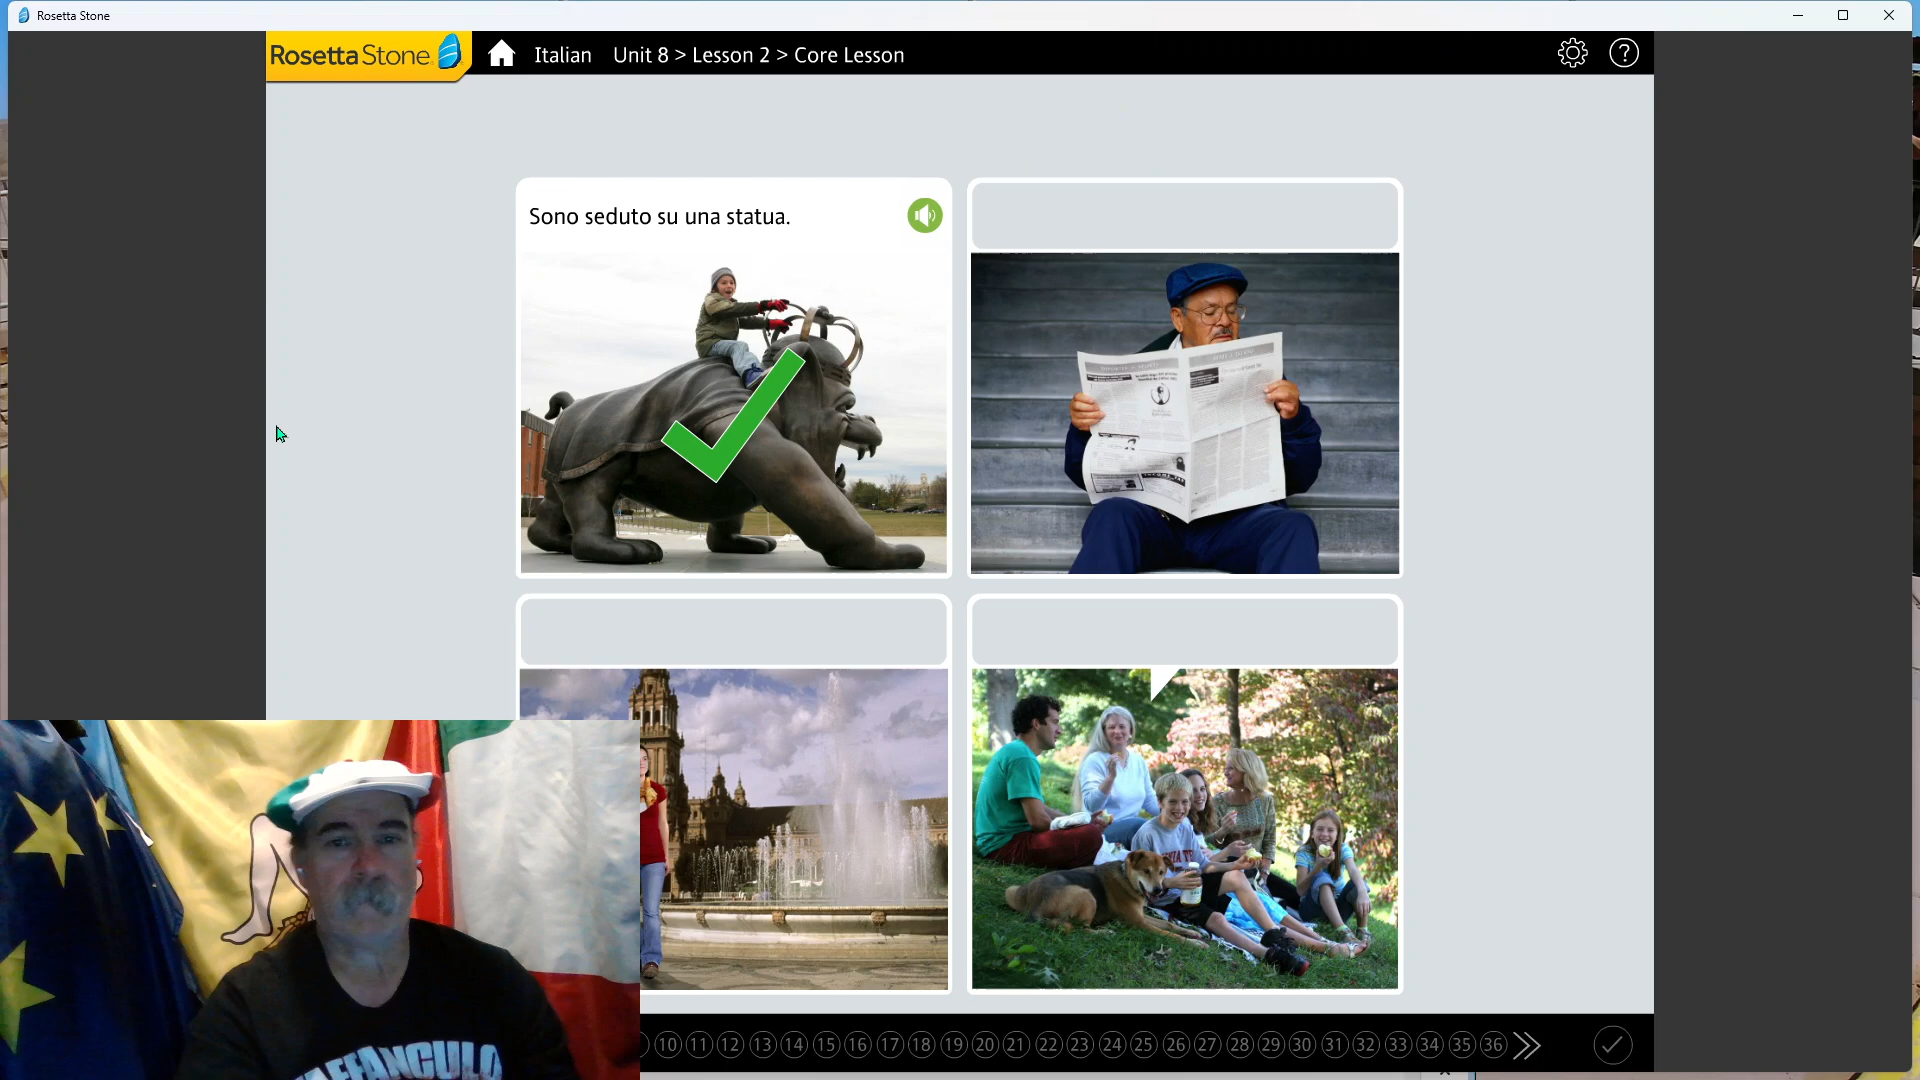 Rosetta Stone
RosettaStone
Italian Unit 8 > Lesson 2 > Core Lesson
?
Sono seduto su una statua.
AFFANCULO
10 11 12 13 14 15 16 17 18 19 20 21 22 23 24 25 26 27 28 29 30 31 32 33 34 35 36